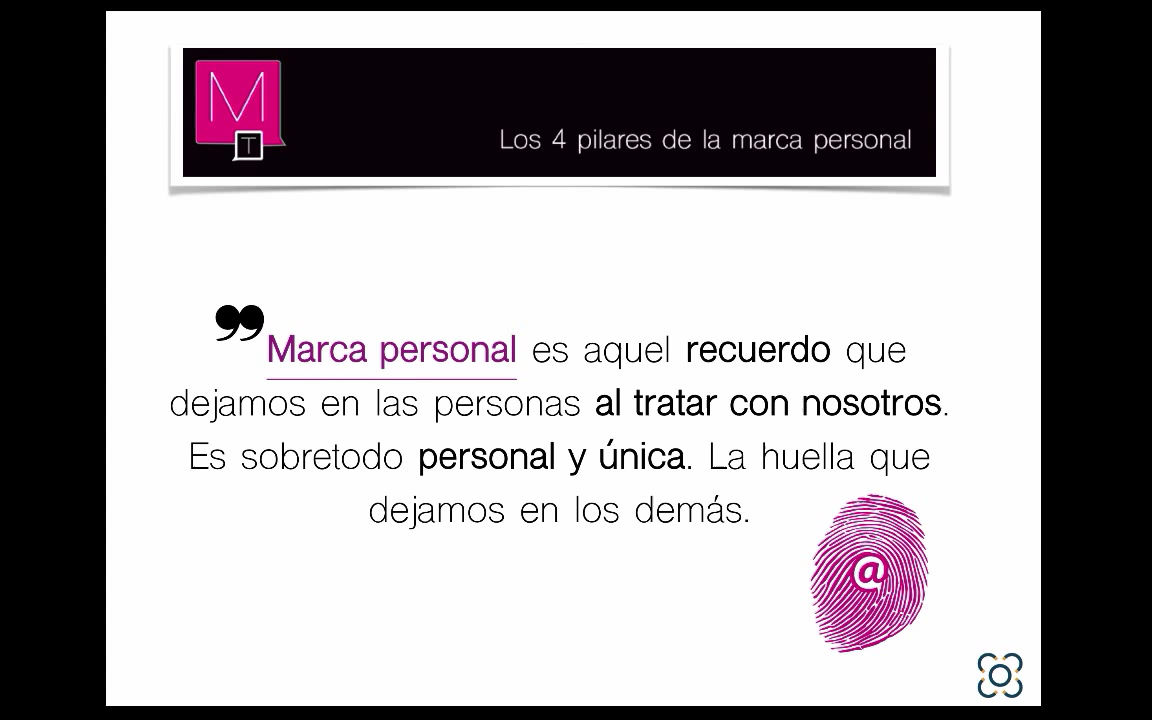 M
T
Los 4 pilares de la marca personal
❞Marca personal es aquel recuerdo que
dejamos en las personas al tratar con nosotros.
Es sobretodo personal y única. La huella que
dejamos en los demás.
@